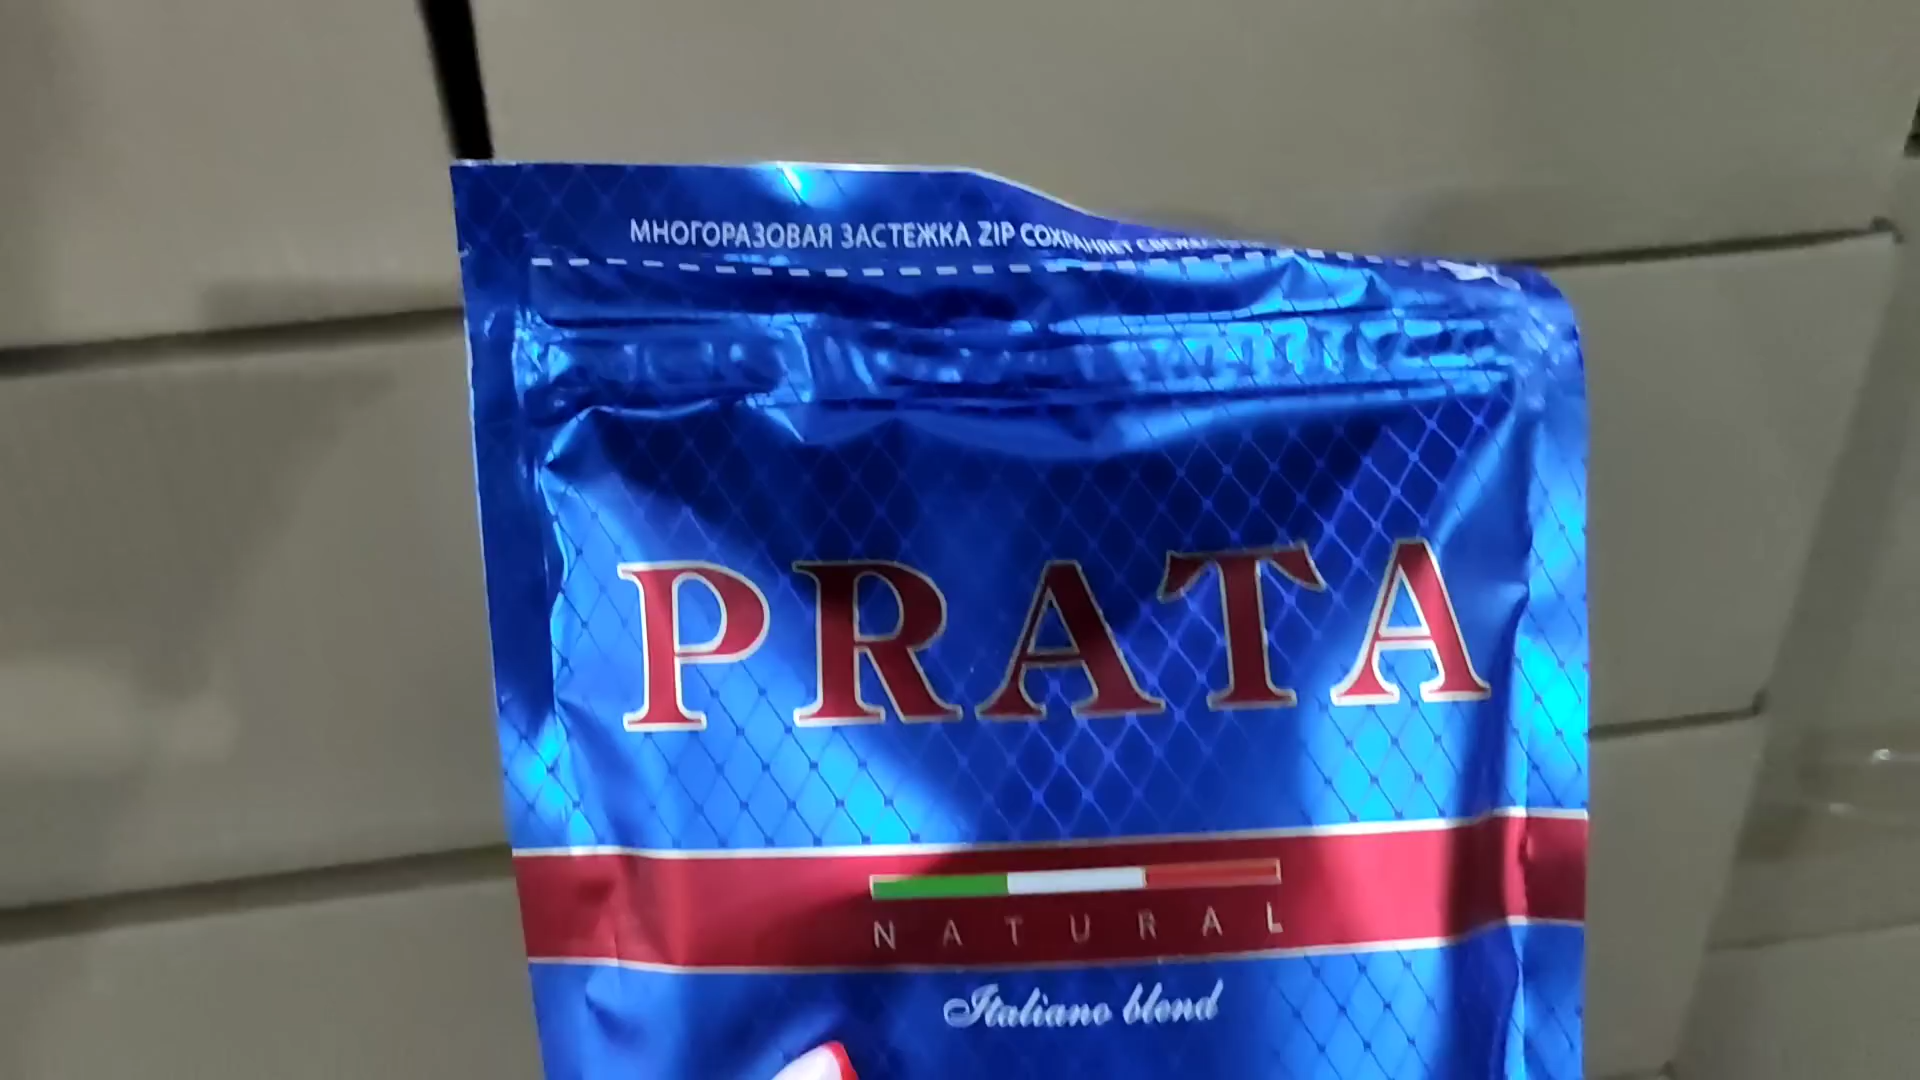 МНОГОРАЗОВАЯ ЗАСТЕЖКА ZIP СОХРАНЯЕТ
PRATA
NATURAL
Italiano blend